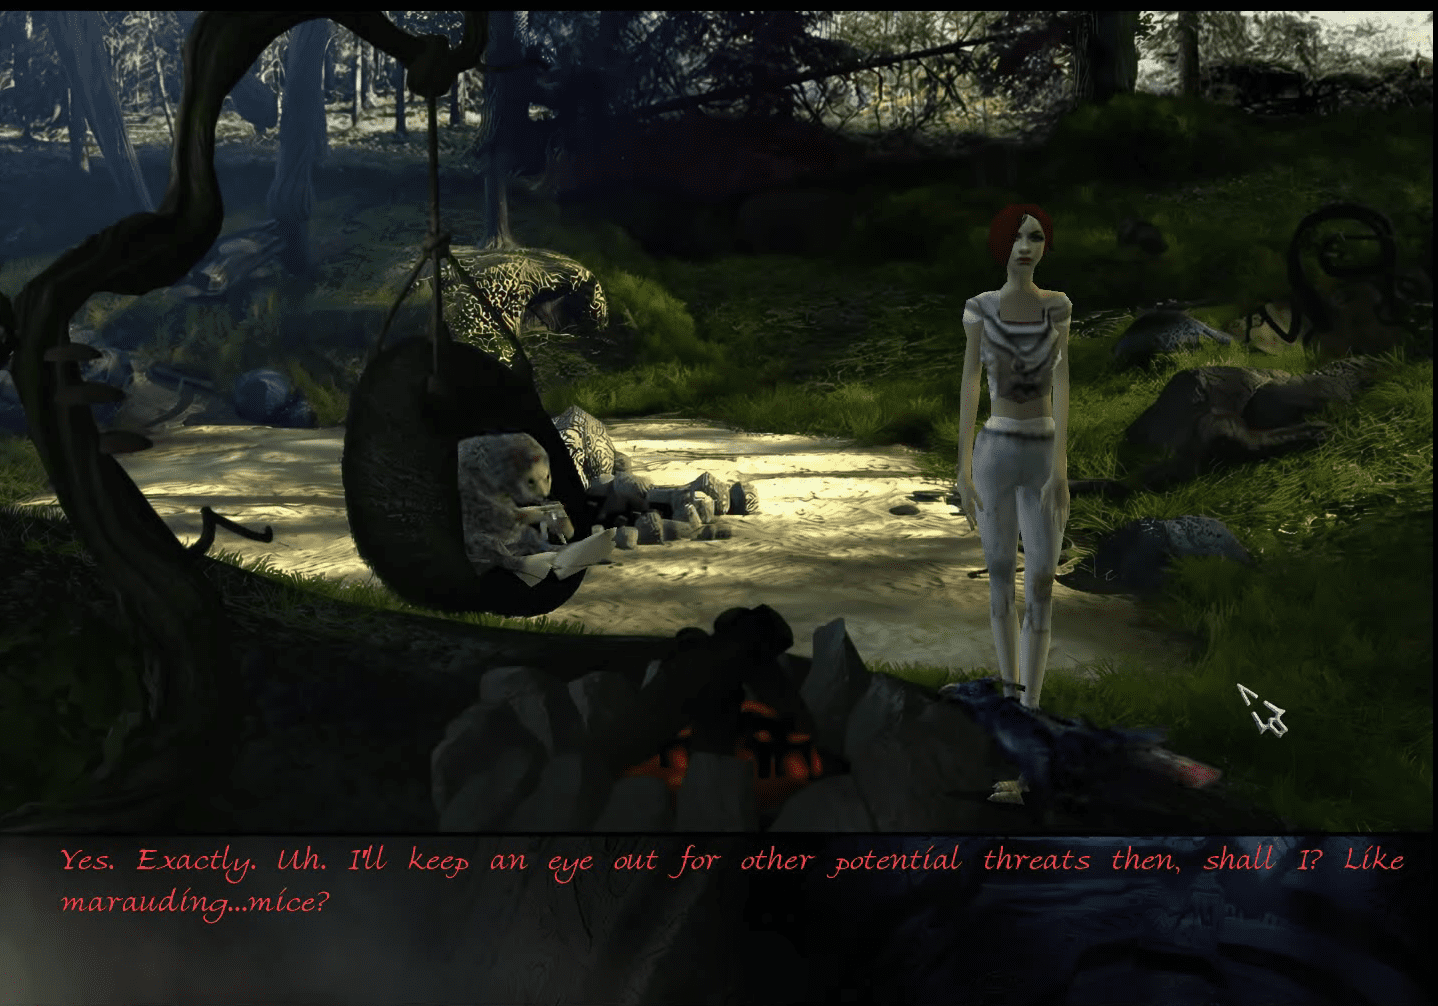 Yes. Exactly. Uh. I'll keep an eye out for other potential threats then, shall I? Like
marauding...mice?